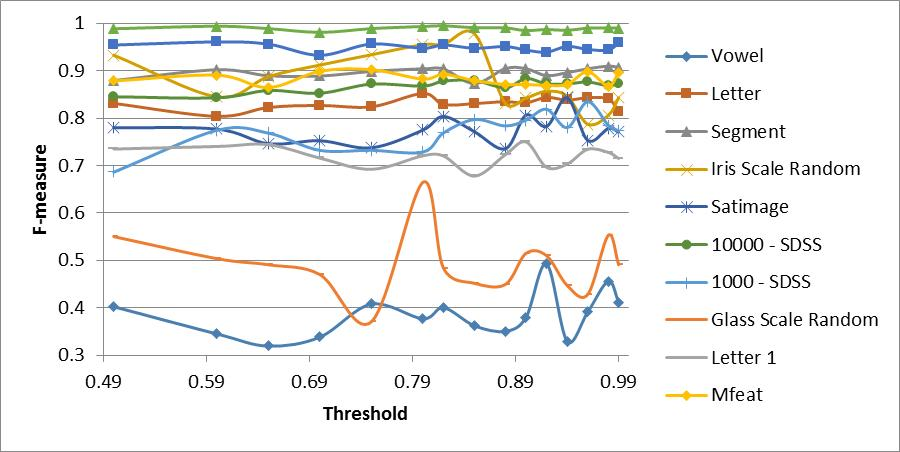 1
0.9
0.8
0.7
0.6
0.5
0.4
0.3
F-measure
0.49 0.59 0.69 0.79 0.89 0.99
Threshold
Vowel
Letter
Segment
Iris Scale Random
Satimage
10000 - SDSS
1000 - SDSS
Glass Scale Random
Letter 1
Mfeat